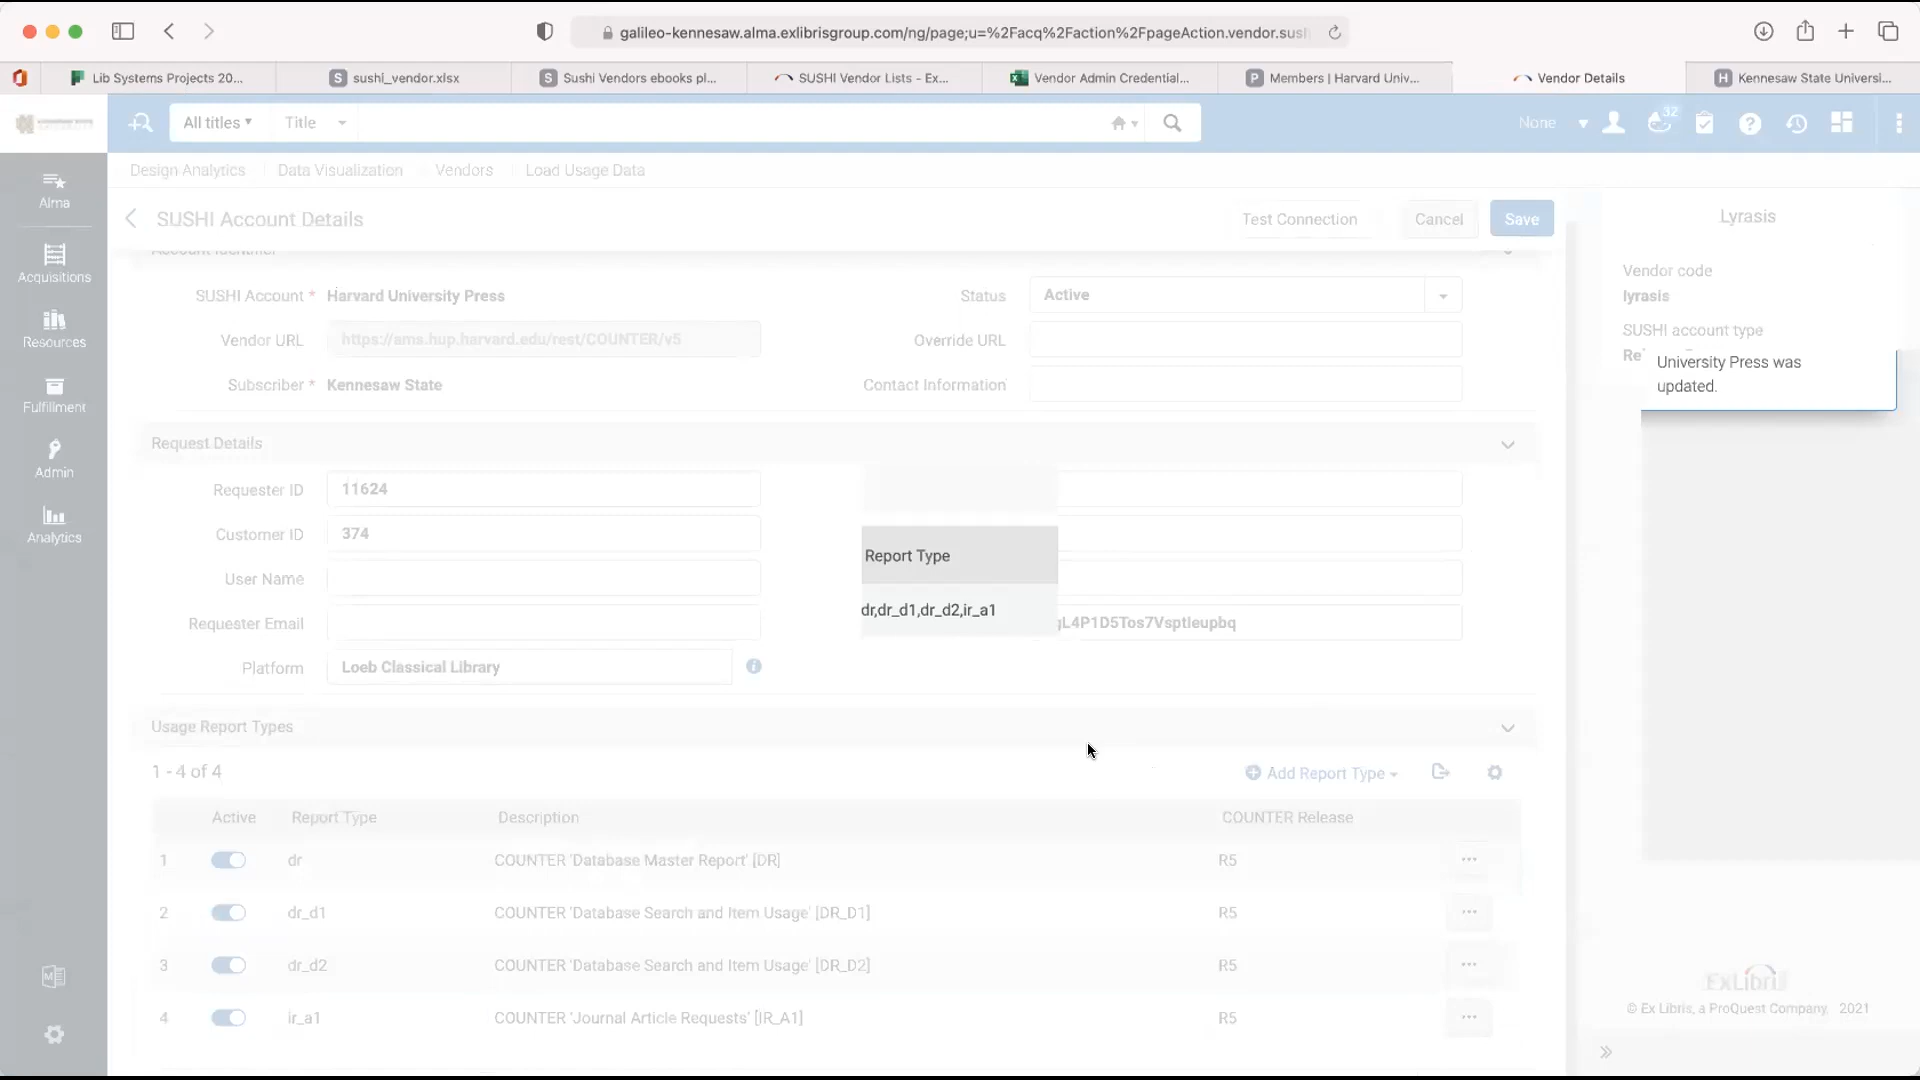 galileo-kennesaw.alma.exlibrisgroup.com/ng/page;u=%2Facq%2Faction%2FpageAction.vendor.sush
Lib Systems Projects 20...
sushi_vendor.xlsx
Sushi Vendors ebooks pl...
SUSHI Vendor Lists - Ex...
Vendor Admin Credential...
Members | Harvard Univ...
Vendor Details
Kennesaw State Universi...
All titles
Title
None
32
Design Analytics
Data Visualization
Vendors
Load Usage Data
Alma
Acquisitions
Resources
Fulfillment
Admin
Analytics
SUSHI Account Details
Test Connection
Cancel
Save
Account Identifier
SUSHI Account * Harvard University Press
Status Active
Vendor URL https://ama.hup.harvard.edu/rest/COUNTER/v5
Override URL
Subscriber * Kennesaw State
Contact Information
Request Details
Requester ID 11624
Customer ID 374
User Name
Requester Email
gL4P1D5Tos7Vsptleupbq
Platform Loeb Classical Library
Report Type
dr,dr_d1,dr_d2,ir_a1
Usage Report Types
1 - 4 of 4
Add Report Type
Active Report Type Description COUNTER Release
1 dr COUNTER 'Database Master Report' [DR] R5
2 dr_d1 COUNTER 'Database Search and Item Usage' [DR_D1] R5
3 dr_d2 COUNTER 'Database Search and Item Usage' [DR_D2] R5
4 ir_a1 COUNTER 'Journal Article Requests' [IR_A1] R5
Lyrasis
Vendor code
lyrasis
SUSHI account type
Re
University Press was
updated.
ExLibri
© Ex Libris, a ProQuest Company, 2021